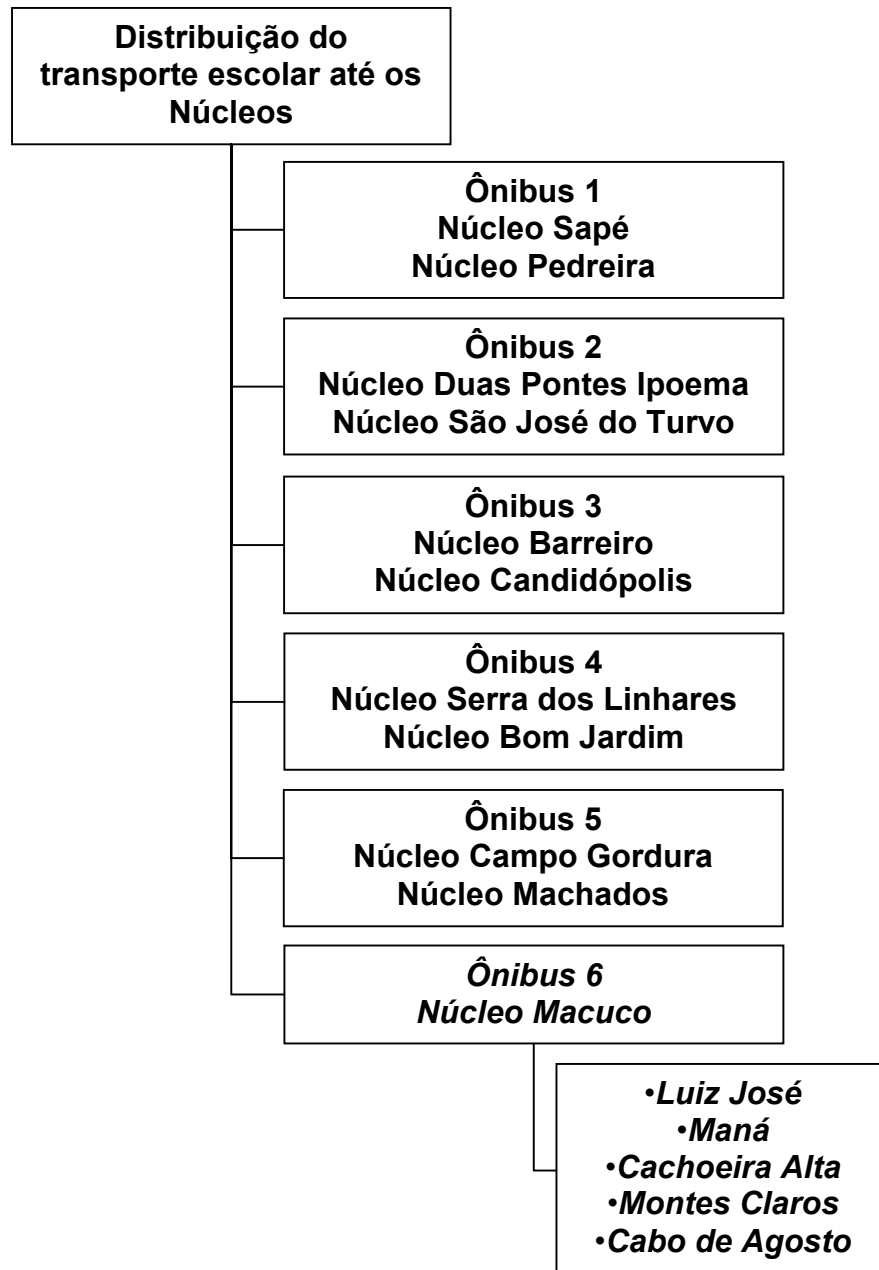 Distribuição do
transporte escolar até os
Núcleos
Ônibus 1
Núcleo Sapé
Núcleo Pedreira
Ônibus 2
Núcleo Duas Pontes Ipoema
Núcleo São José do Turvo
Ônibus 3
Núcleo Barreiro
Núcleo Candidópolis
Ônibus 4
Núcleo Serra dos Linhares
Núcleo Bom Jardim
Ônibus 5
Núcleo Campo Gordura
Núcleo Machados
Ônibus 6
Núcleo Macuco
•Luiz José
•Maná
•Cachoeira Alta
•Montes Claros
•Cabo de Agosto